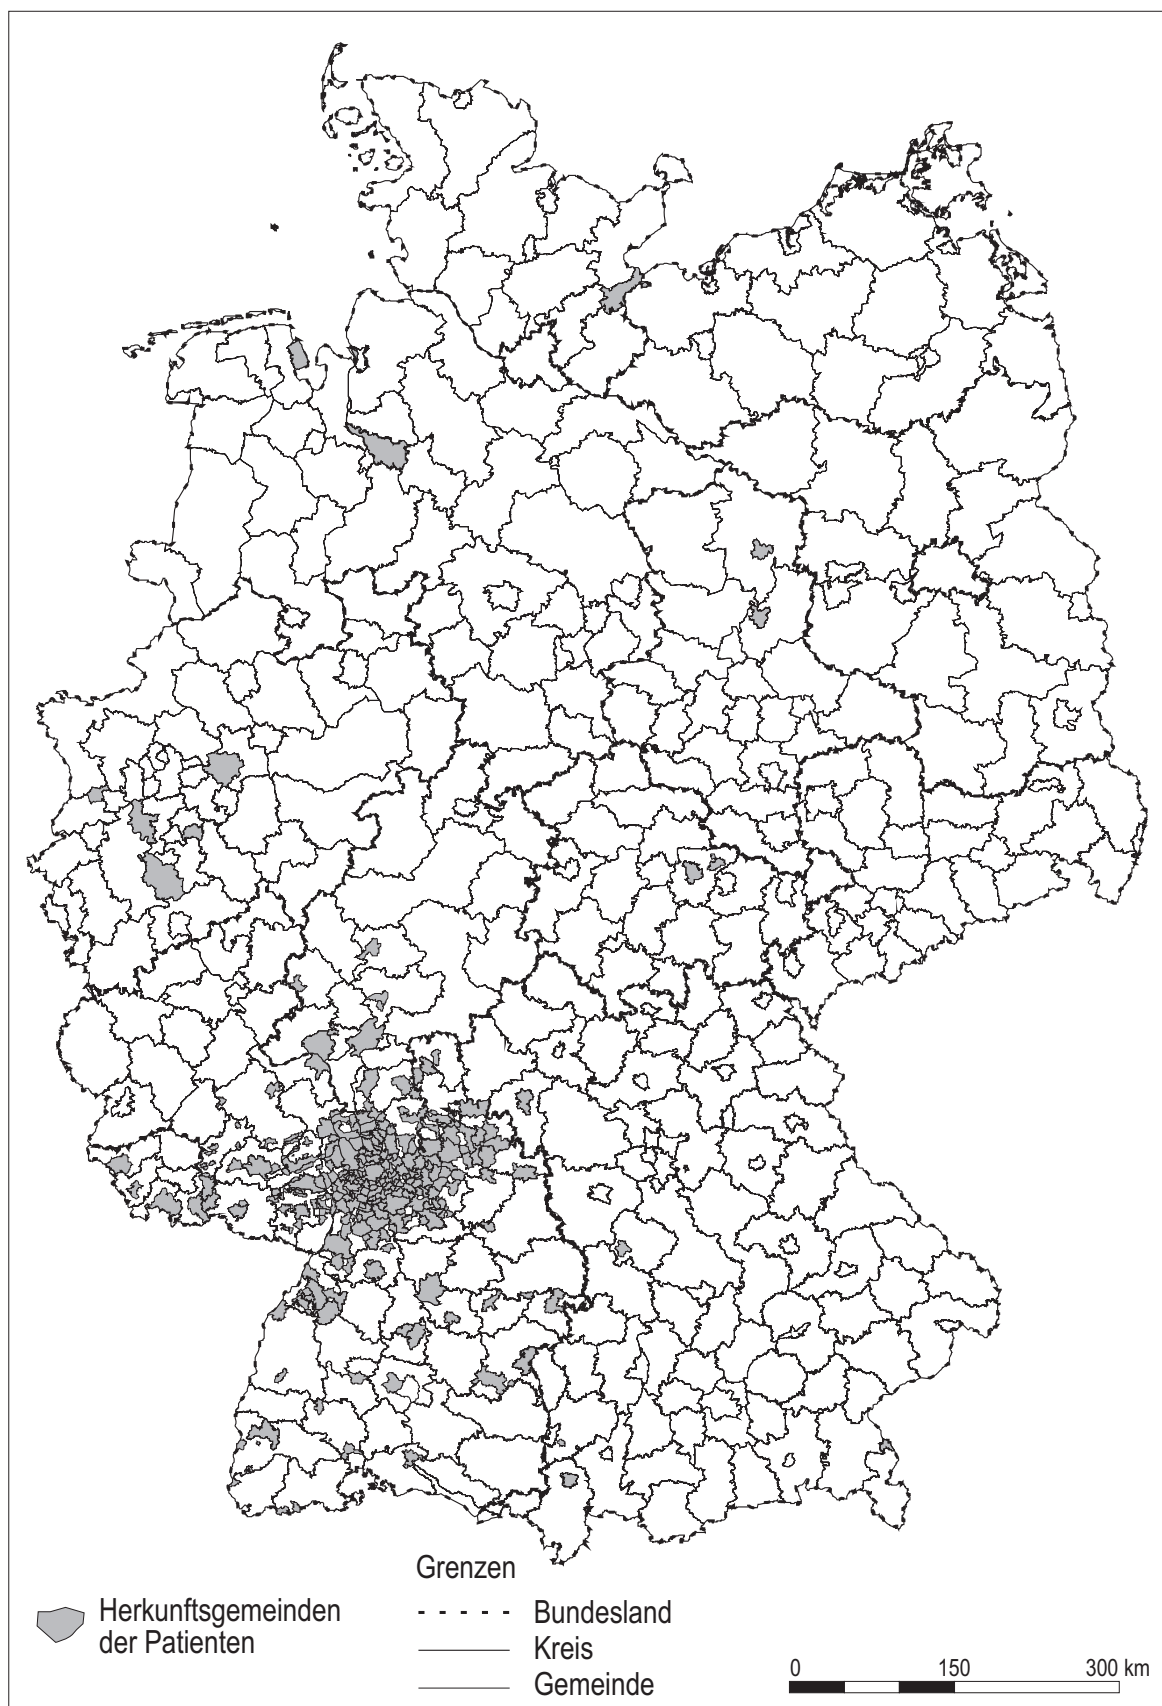 Grenzen
Herkunftsgemeinden
der Patienten
Bundesland
Kreis
Gemeinde
0 150 300 km